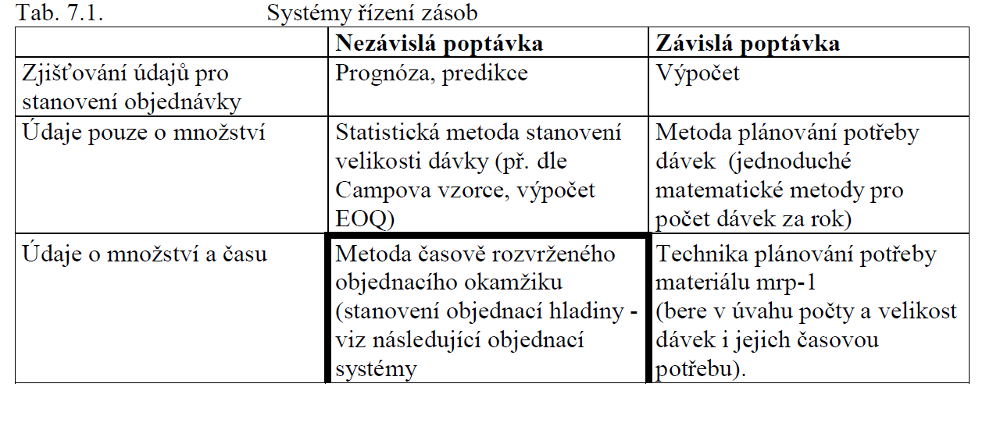 Tab. 7.1. Systémy řízení zásob
Nezávislá poptávka Závislá poptávka
Zjišťování údajů pro
stanovení objednávky
Prognóza, predikce
Výpočet
Údaje pouze o množství
Statistická metoda stanovení
velikosti dávky (př. dle
Campova vzorce, výpočet
EOQ)
Metoda plánování potřeby
dávek (jednoduché
matematické metody pro
počet dávek za rok)
Údaje o množství a času
Metoda časově rozvrženého
objednacího okamžiku
(stanovení objednací hladiny -
viz následující objednací
systémy
Technika plánování potřeby
materiálu mrp-1
(bere v úvahu počty a velikost
dávek i jejich časovou
potřebu).